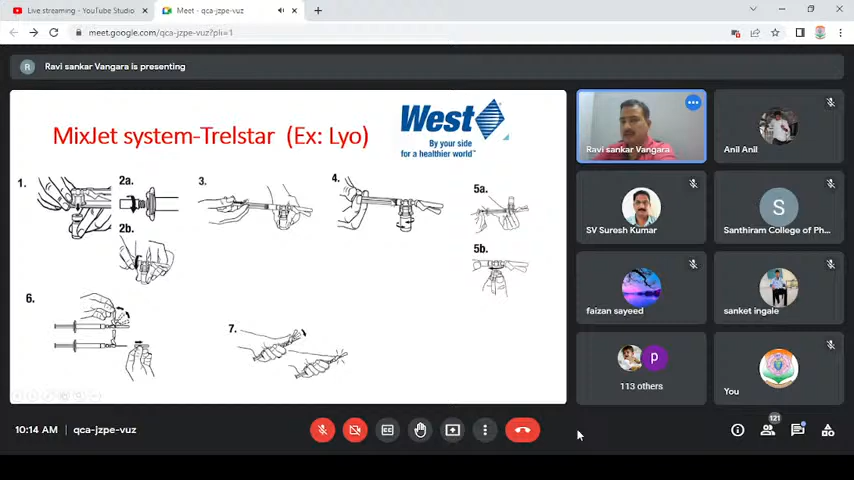 Live streaming - YouTube Studio
Meet - qca-jzpe-vuz
meet.google.com/qca-jzpe-vuz?pli=1
R
Ravi sankar Vangara is presenting
MixJet system-Trelstar (Ex: Lyo)
West
By your side
for a healthier world™
1.
2a.
2b.
3.
4.
5a.
5b.
6.
7.
Ravi sankar Vangara
Anil Anil
SV Suresh Kumar
S
Santhiram College of Ph...
faizan sayeed
sanket ingale
p
113 others
You
10:14 AM | qca-jzpe-vuz
121